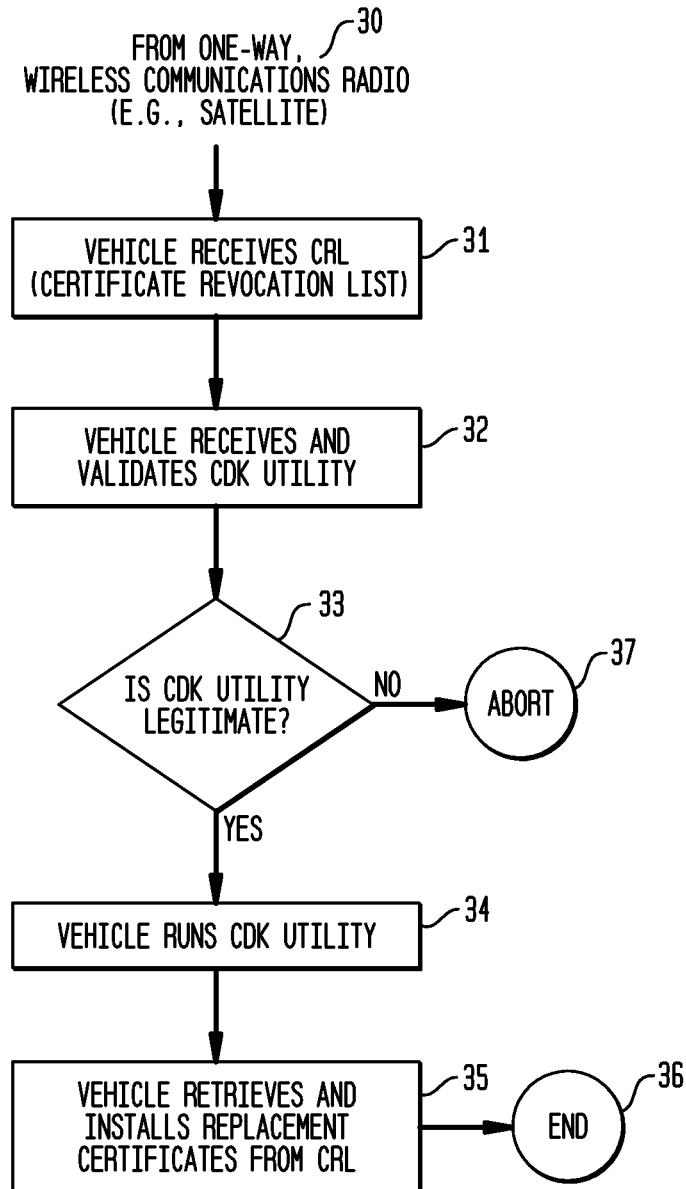 30
FROM ONE-WAY,
WIRELESS COMMUNICATIONS RADIO
(E.G., SATELLITE)
VEHICLE RECEIVES CRL
(CERTIFICATE REVOCATION LIST)
31
VEHICLE RECEIVES AND
VALIDATES CDK UTILITY
32
33
IS CDK UTILITY
LEGITIMATE?
NO
ABORT
37
YES
VEHICLE RUNS CDK UTILITY
34
VEHICLE RETRIEVES AND
INSTALLS REPLACEMENT
CERTIFICATES FROM CRL
35
END
36